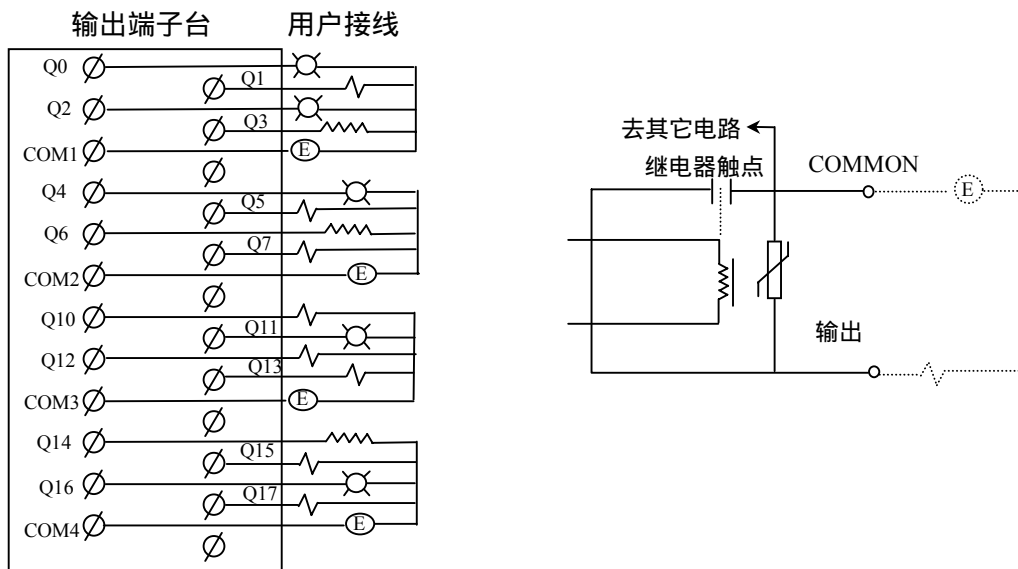 输出端子台 用户接线
Q0
Q1
Q2
Q3
COM1
E
Q4
Q5
Q6
Q7
COM2
E
Q10
Q11
Q12
Q13
COM3
E
Q14
Q15
Q16
Q17
COM4
E
去其它电路
继电器触点
COMMON
E
输出